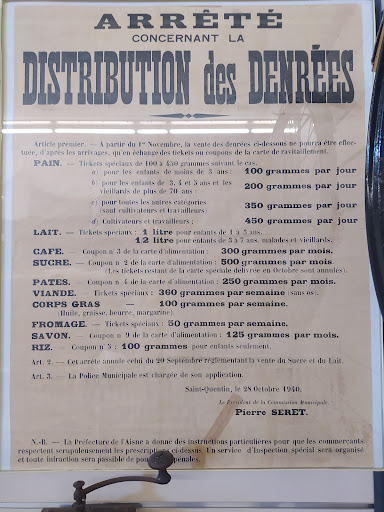 ARRÊTÉ
CONCERNANT LA
DISTRIBUTION des DENRÉES
Article premier. — A partir du 1er Novembre, la vente des denrées ci-dessous ne pourra être effec-
tuée, d'après les arrivages, qu'en échange des tickets ou coupons de la carte de ravitaillement.
PAIN. — Tickets spéciaux de 100 à 450 grammes suivant le cas.
a) pour les enfants de moins de 3 ans : 100 grammes par jour
b) pour les enfants de 3, 4 et 5 ans et les
vieillards de plus de 70 ans : 200 grammes par jour
c) pour toutes les autres catégories
(sauf cultivateurs et travailleurs) 350 grammes par jour
d) Cultivateurs et travailleurs : 450 grammes par jour
LAIT. — Tickets spéciaux : 1 litre pour enfants de 1 à 5 ans.
1/2 litre pour enfants de 5 à 7 ans, malades et vieillards.
CAFE. — Coupon n° 3 de la carte d'alimentation : 300 grammes par mois.
SUCRE. — Coupon n° 2 de la carte d'alimentation : 500 grammes par mois.
(Les tickets restant de la carte spéciale délivrée en Octobre sont annulés).
PATES. — Coupon n° 4 de la carte d'alimentation : 250 grammes par mois.
VIANDE. — Tickets spéciaux : 360 grammes par semaine (sans os).
CORPS GRAS — 100 grammes par semaine.
(Huile, graisse, beurre, margarine).
FROMAGE. — Tickets spéciaux : 50 grammes par semaine.
SAVON. — Coupon n° 9 de la carte d'alimentation : 125 grammes par mois.
RIZ. — Coupon n° 5 : 100 grammes pour enfants seulement.
Art. 2. — Cet arrêté annule celui du 20 Septembre réglementant la vente du Sucre et du Lait.
Art. 3. — La Police Municipale est chargée de son application.
Saint-Quentin, le 28 Octobre 1940.
Le Président de la Commission Municipale,
Pierre SERET.
N.-B. — La Préfecture de l'Aisne a donné des instructions particulières pour que les commerçants
respectent scrupuleusement les prescriptions ci-dessus. Un service d'Inspection spécial sera organisé
et toute infraction sera passible de pénales.